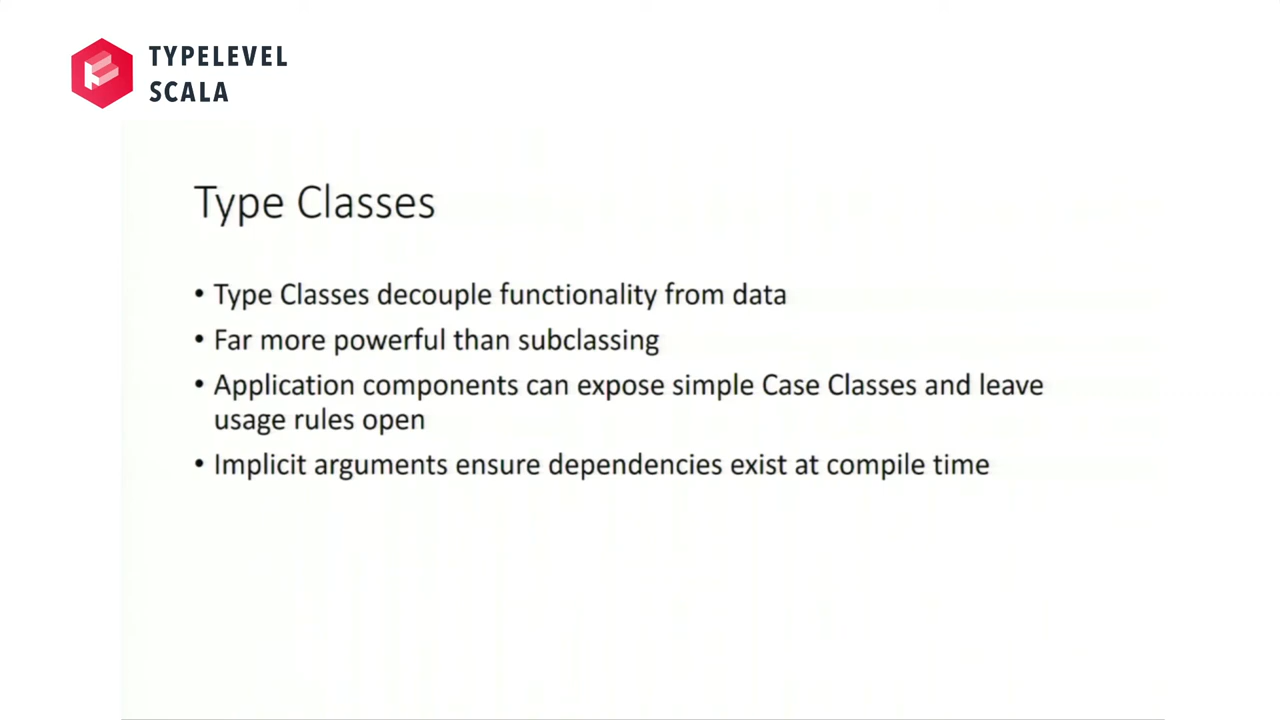 TYPELEVEL
SCALA
Type Classes
• Type Classes decouple functionality from data
• Far more powerful than subclassing
• Application components can expose simple Case Classes and leave
usage rules open
• Implicit arguments ensure dependencies exist at compile time